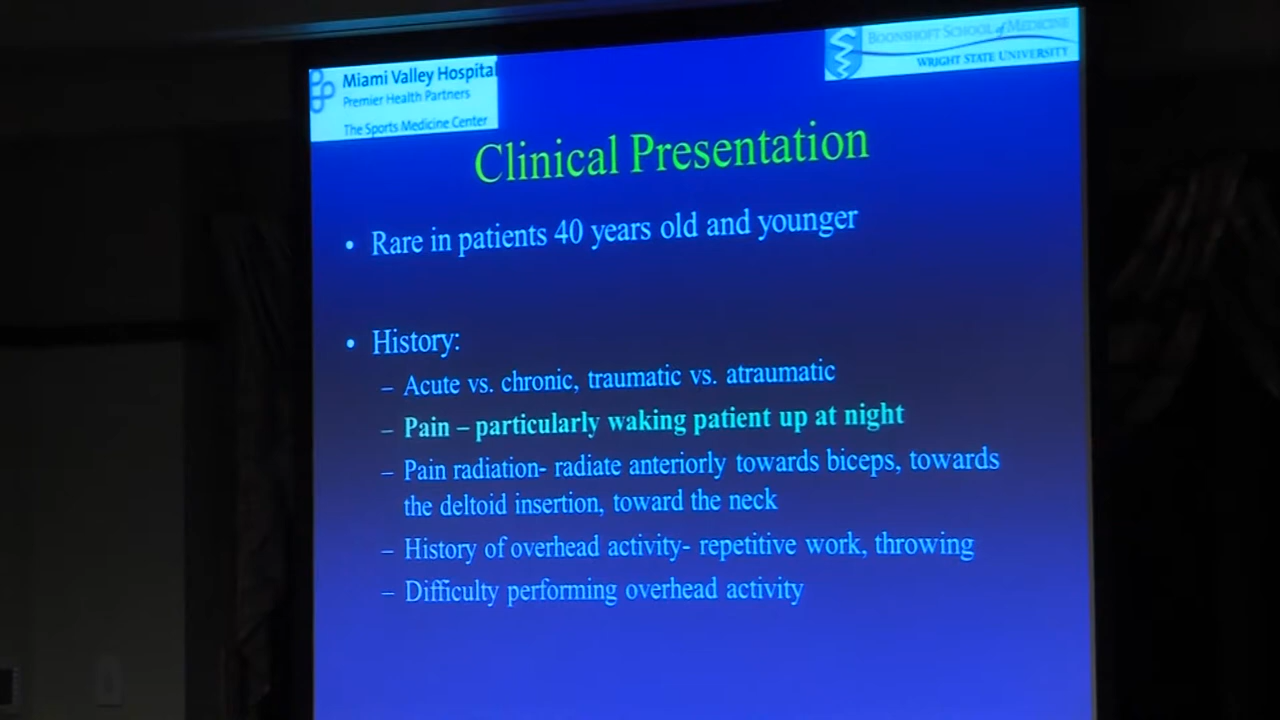 Miami Valley Hospital
Premier Health Partners
The Sports Medicine Center
BOONSHOFT SCHOOL of MEDICINE
WRIGHT STATE UNIVERSITY
Clinical Presentation
• Rare in patients 40 years old and younger
• History:
– Acute vs. chronic, traumatic vs. atraumatic
– Pain – particularly waking patient up at night
– Pain radiation- radiate anteriorly towards biceps, towards
the deltoid insertion, toward the neck
– History of overhead activity- repetitive work, throwing
– Difficulty performing overhead activity